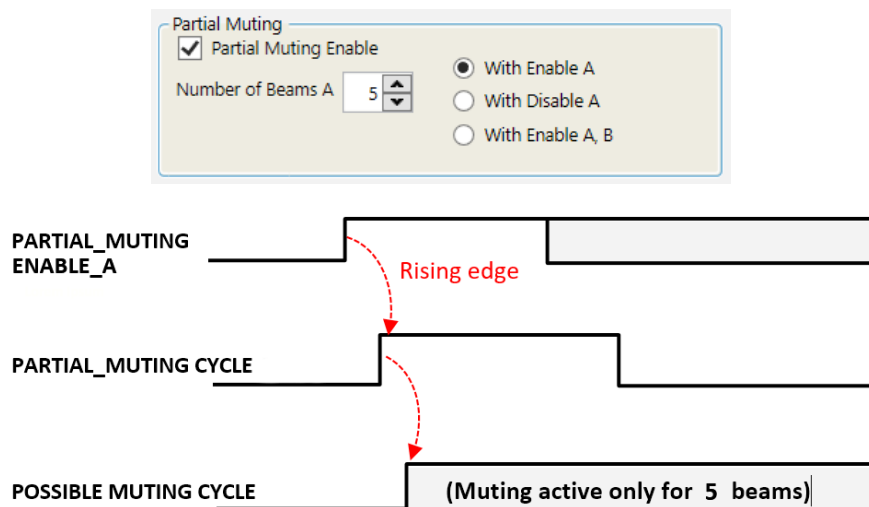 Partial Muting
Partial Muting Enable
Number of Beams A 5
With Enable A
With Disable A
With Enable A, B
PARTIAL_MUTING
ENABLE_A
Rising edge
PARTIAL_MUTING CYCLE
POSSIBLE MUTING CYCLE
(Muting active only for 5 beams)